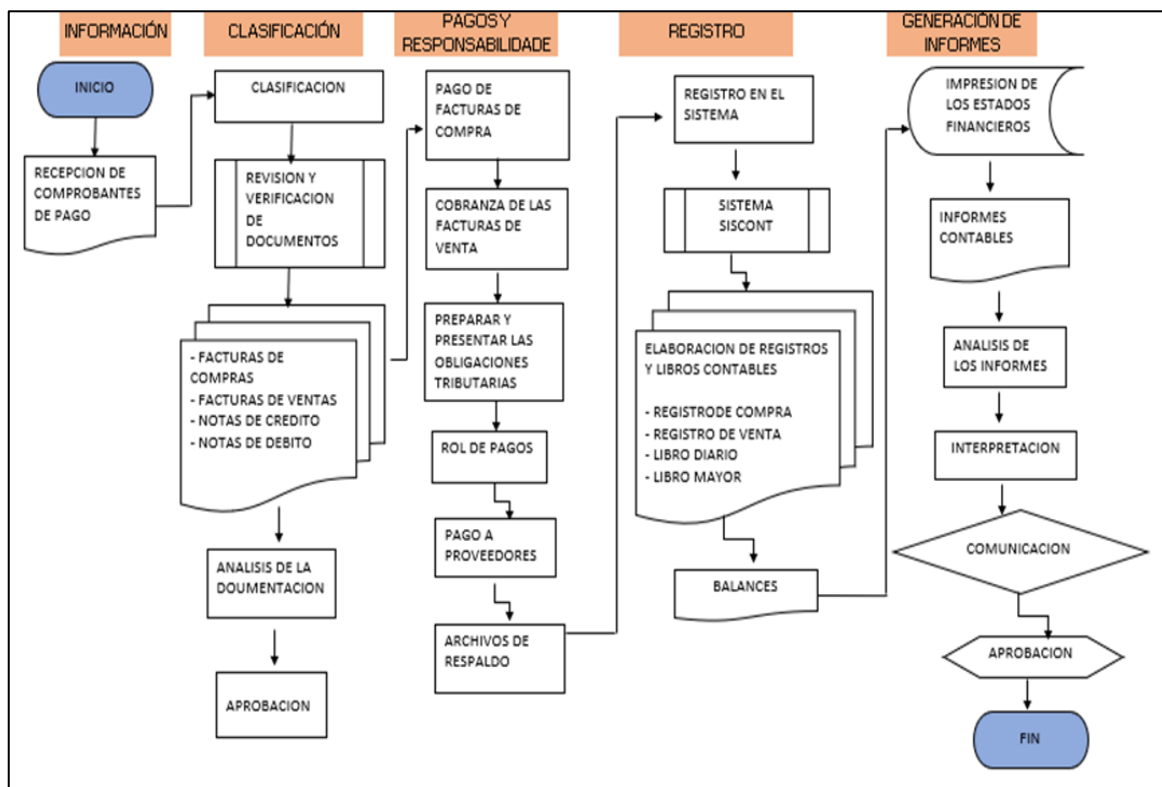 INFORMACIÓN
CLASIFICACIÓN
PAGOS Y
RESPONSABILIDADE
REGISTRO
GENERACIÓN DE
INFORMES
INICIO
RECEPCION DE
COMPROBANTES
DE PAGO
CLASIFICACION
REVISION Y
VERIFICACION
DE
DOCUMENTOS
- FACTURAS DE
COMPRAS
- FACTURAS DE VENTAS
- NOTAS DE CREDITO
- NOTAS DE DEBITO
ANALISIS DE LA
DOUMENTACION
APROBACION
PAGO DE
FACTURAS DE
COMPRA
COBRANZA DE LAS
FACTURAS DE
VENTA
PREPARAR Y
PRESENTAR LAS
OBLIGACIONES
TRIBUTARIAS
ROL DE PAGOS
PAGO A
PROVEEDORES
ARCHIVOS DE
RESPALDO
REGISTRO EN EL
SISTEMA
SISTEMA
SISCONT
ELABORACION DE REGISTROS
Y LIBROS CONTABLES
- REGISTRODE COMPRA
- REGISTRO DE VENTA
- LIBRO DIARIO
- LIBRO MAYOR
BALANCES
IMPRESION DE
LOS ESTADOS
FINANCIEROS
INFORMES
CONTABLES
ANALISIS DE
LOS INFORMES
INTERPRETACION
COMUNICACION
APROBACION
FIN